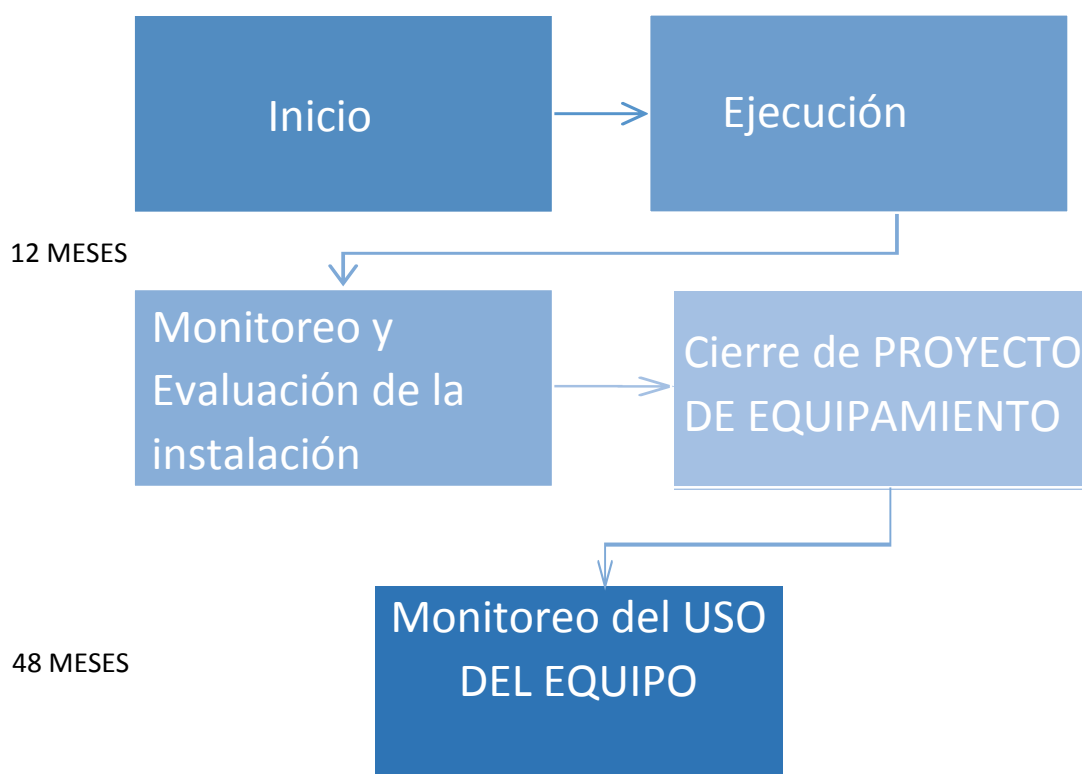 Inicio
Ejecución
12 MESES
Monitoreo y
Evaluación de la
instalación
Cierre de PROYECTO
DE EQUIPAMIENTO
Monitoreo del USO
DEL EQUIPO
48 MESES